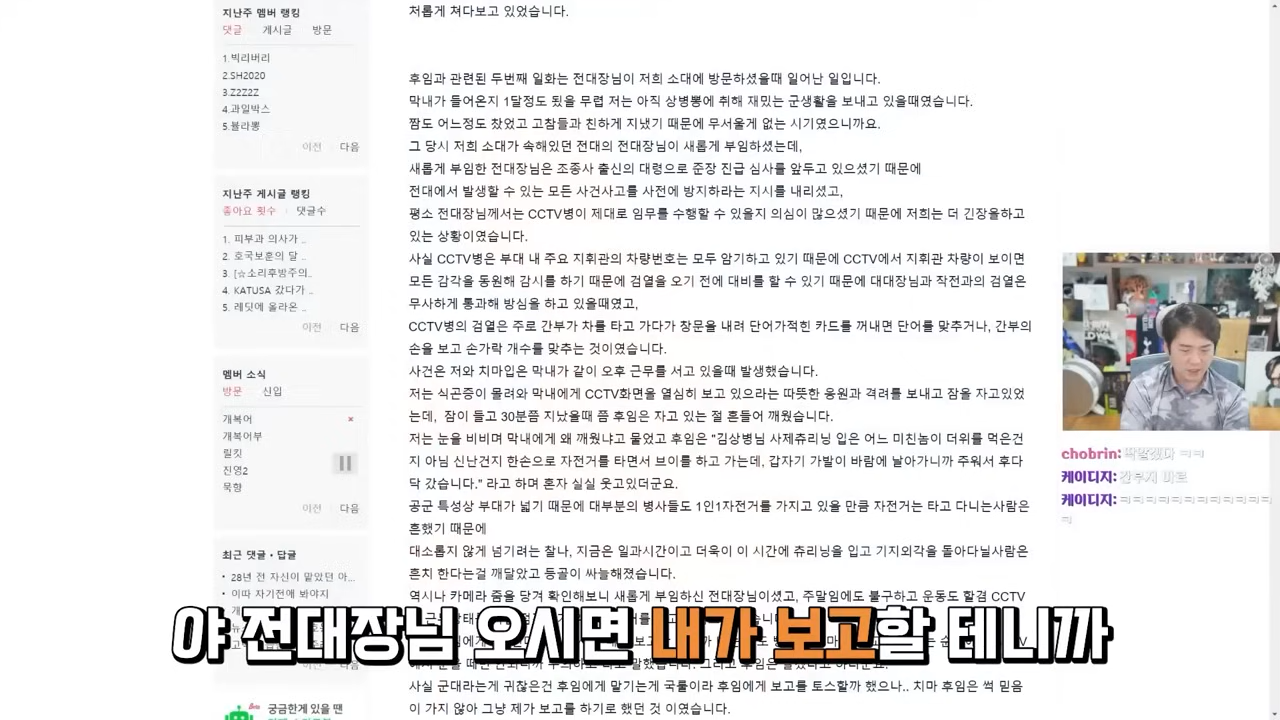 지난주 멤버 랭킹
댓글 게시글 방문
1.빅리버리
2.SH2020
3.Z2Z2Z
4.과일박스
5.뷸라뽕
이전 다음
지난주 게시글 랭킹
좋아요 횟수 댓글수
1. 피부과 의사가 ..
2. 호국보훈의 달 ..
3. [☆소리후방주의..
4. KATUSA 갔다가 ..
5. 레딧에 올라온 ..
이전 다음
멤버 소식
방문 신입
개복어 ×
개복어부
릴킷
진영2
묵향
이전 다음
최근 댓글・답글
• 28년 전 자신이 맡았던 아...
• 이따 자기전에 봐야지
다음
궁금한게 있을 땐
처롭게 쳐다보고 있었습니다.
후임과 관련된 두번째 일화는 전대장님이 저희 소대에 방문하셨을때 일어난 일입니다.
막내가 들어온지 1달정도 됬을 무렵 저는 아직 상병뽕에 취해 재밌는 군생활을 보내고 있을때였습니다.
짬도 어느정도 찼었고 고참들과 친하게 지냈기 때문에 무서울게 없는 시기였으니까요.
그 당시 저희 소대가 속해있던 전대의 전대장님이 새롭게 부임하셨는데,
새롭게 부임한 전대장님은 조종사 출신의 대령으로 준장 진급 심사를 앞두고 있으셨기 때문에
전대에서 발생할 수 있는 모든 사건사고를 사전에 방지하라는 지시를 내리셨고,
평소 전대장님께서는 CCTV병이 제대로 임무를 수행할 수 있을지 의심이 많으셨기 때문에 저희는 더 긴장을하고
있는 상황이였습니다.
사실 CCTV병은 부대 내 주요 지휘관의 차량번호는 모두 암기하고 있기 때문에 CCTV에서 지휘관 차량이 보이면
모든 감각을 동원해 감시를 하기 때문에 검열을 오기 전에 대비를 할 수 있기 때문에 대대장님과 작전과의 검열은
무사하게 통과해 방심을 하고 있을때였고,
CCTV병의 검열은 주로 간부가 차를 타고 가다가 창문을 내려 단어가적힌 카드를 꺼내면 단어를 맞추거나, 간부의
손을 보고 손가락 개수를 맞추는 것이였습니다.
사건은 저와 치마입은 막내가 같이 오후 근무를 서고 있을때 발생했습니다.
저는 식곤증이 몰려와 막내에게 CCTV화면을 열심히 보고 있으라는 따뜻한 응원과 격려를 보내고 잠을 자고있었
는데, 잠이 들고 30분쯤 지났을때 쯤 후임은 자고 있는 절 흔들어 깨웠습니다.
저는 눈을 비비며 막내에게 왜 깨웠냐고 물었고 후임은 "김상병님 사제츄리닝 입은 어느 미친놈이 더위를 먹은건
지 아님 신난건지 한손으로 자전거를 타면서 브이를 하고 가는데, 갑자기 가발이 바람에 날아가니까 주워서 후다
닥 갔습니다." 라고 하며 혼자 실실 웃고있더군요.
공군 특성상 부대가 넓기 때문에 대부분의 병사들도 1인1자전거를 가지고 있을 만큼 자전거는 타고 다니는사람은
흔했기 때문에
대소롭지 않게 넘기려는 찰나, 지금은 일과시간이고 더욱이 이 시간에 츄리닝을 입고 기지외각을 돌아다닐사람은
흔치 한다는걸 깨달았고 등골이 싸늘해졌습니다.
역시나 카메라 줌을 당겨 확인해보니 새롭게 부임하신 전대장님이셨고, 주말임에도 불구하고 운동도 할겸 CCTV
사실 군대라는게 귀찮은건 후임에게 맡기는게 국룰이라 후임에게 보고를 토스할까 했으나.. 치마 후임은 썩 믿음
이 가지 않아 그냥 제가 보고를 하기로 했던 것 이였습니다.
chobrin: ㅋㅋ
케이디지: 간부제 바로
케이디지: ㅋㅋㅋㅋㅋㅋㅋㅋㅋㅋㅋㅋ
ㅋ
야 전대장님 오시면 내가 보고할 테니까